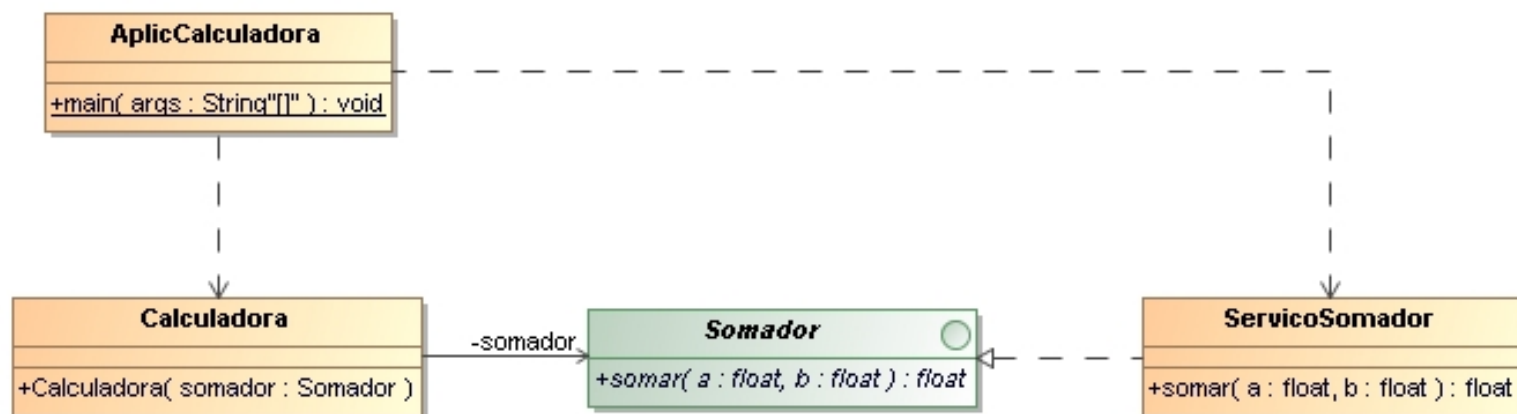 AplicCalculadora
+main( args : String"[]" ) : void
Calculadora
+Calculadora( somador : Somador )
-somador
Somador
+somar( a : float, b : float ) : float
ServicoSomador
+somar( a : float, b : float ) : float